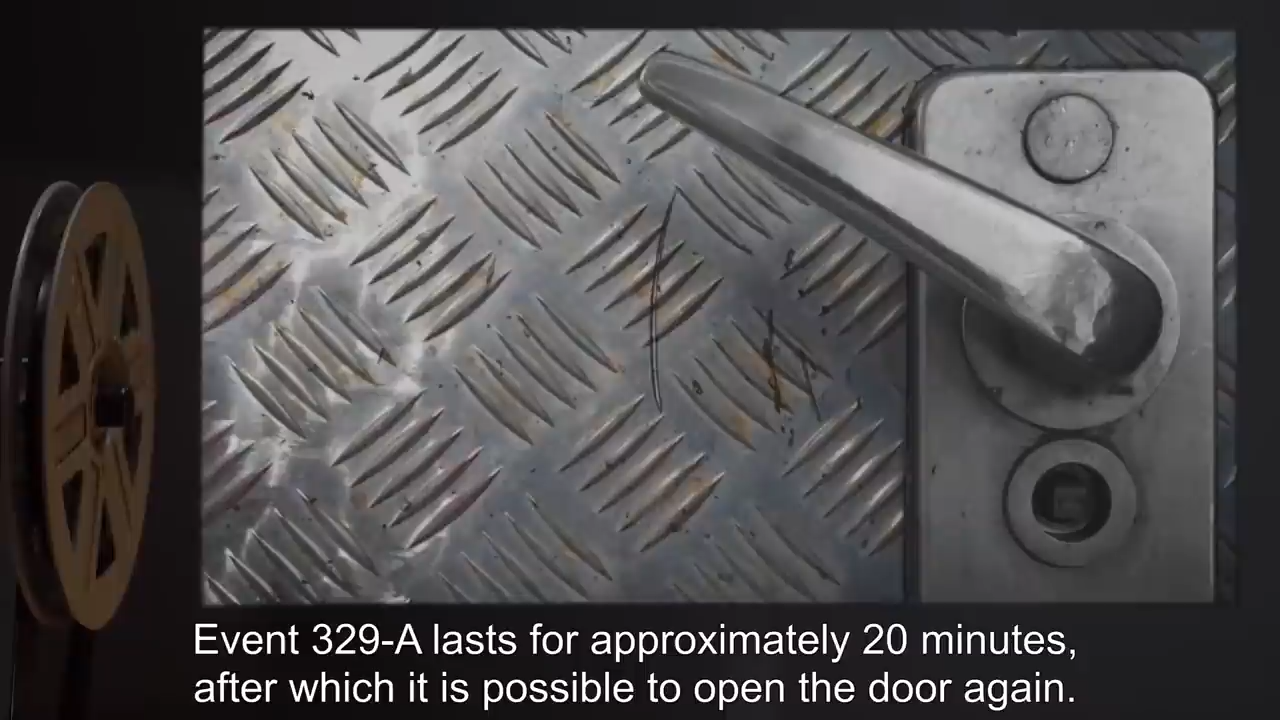 Event 329-A lasts for approximately 20 minutes,
after which it is possible to open the door again.